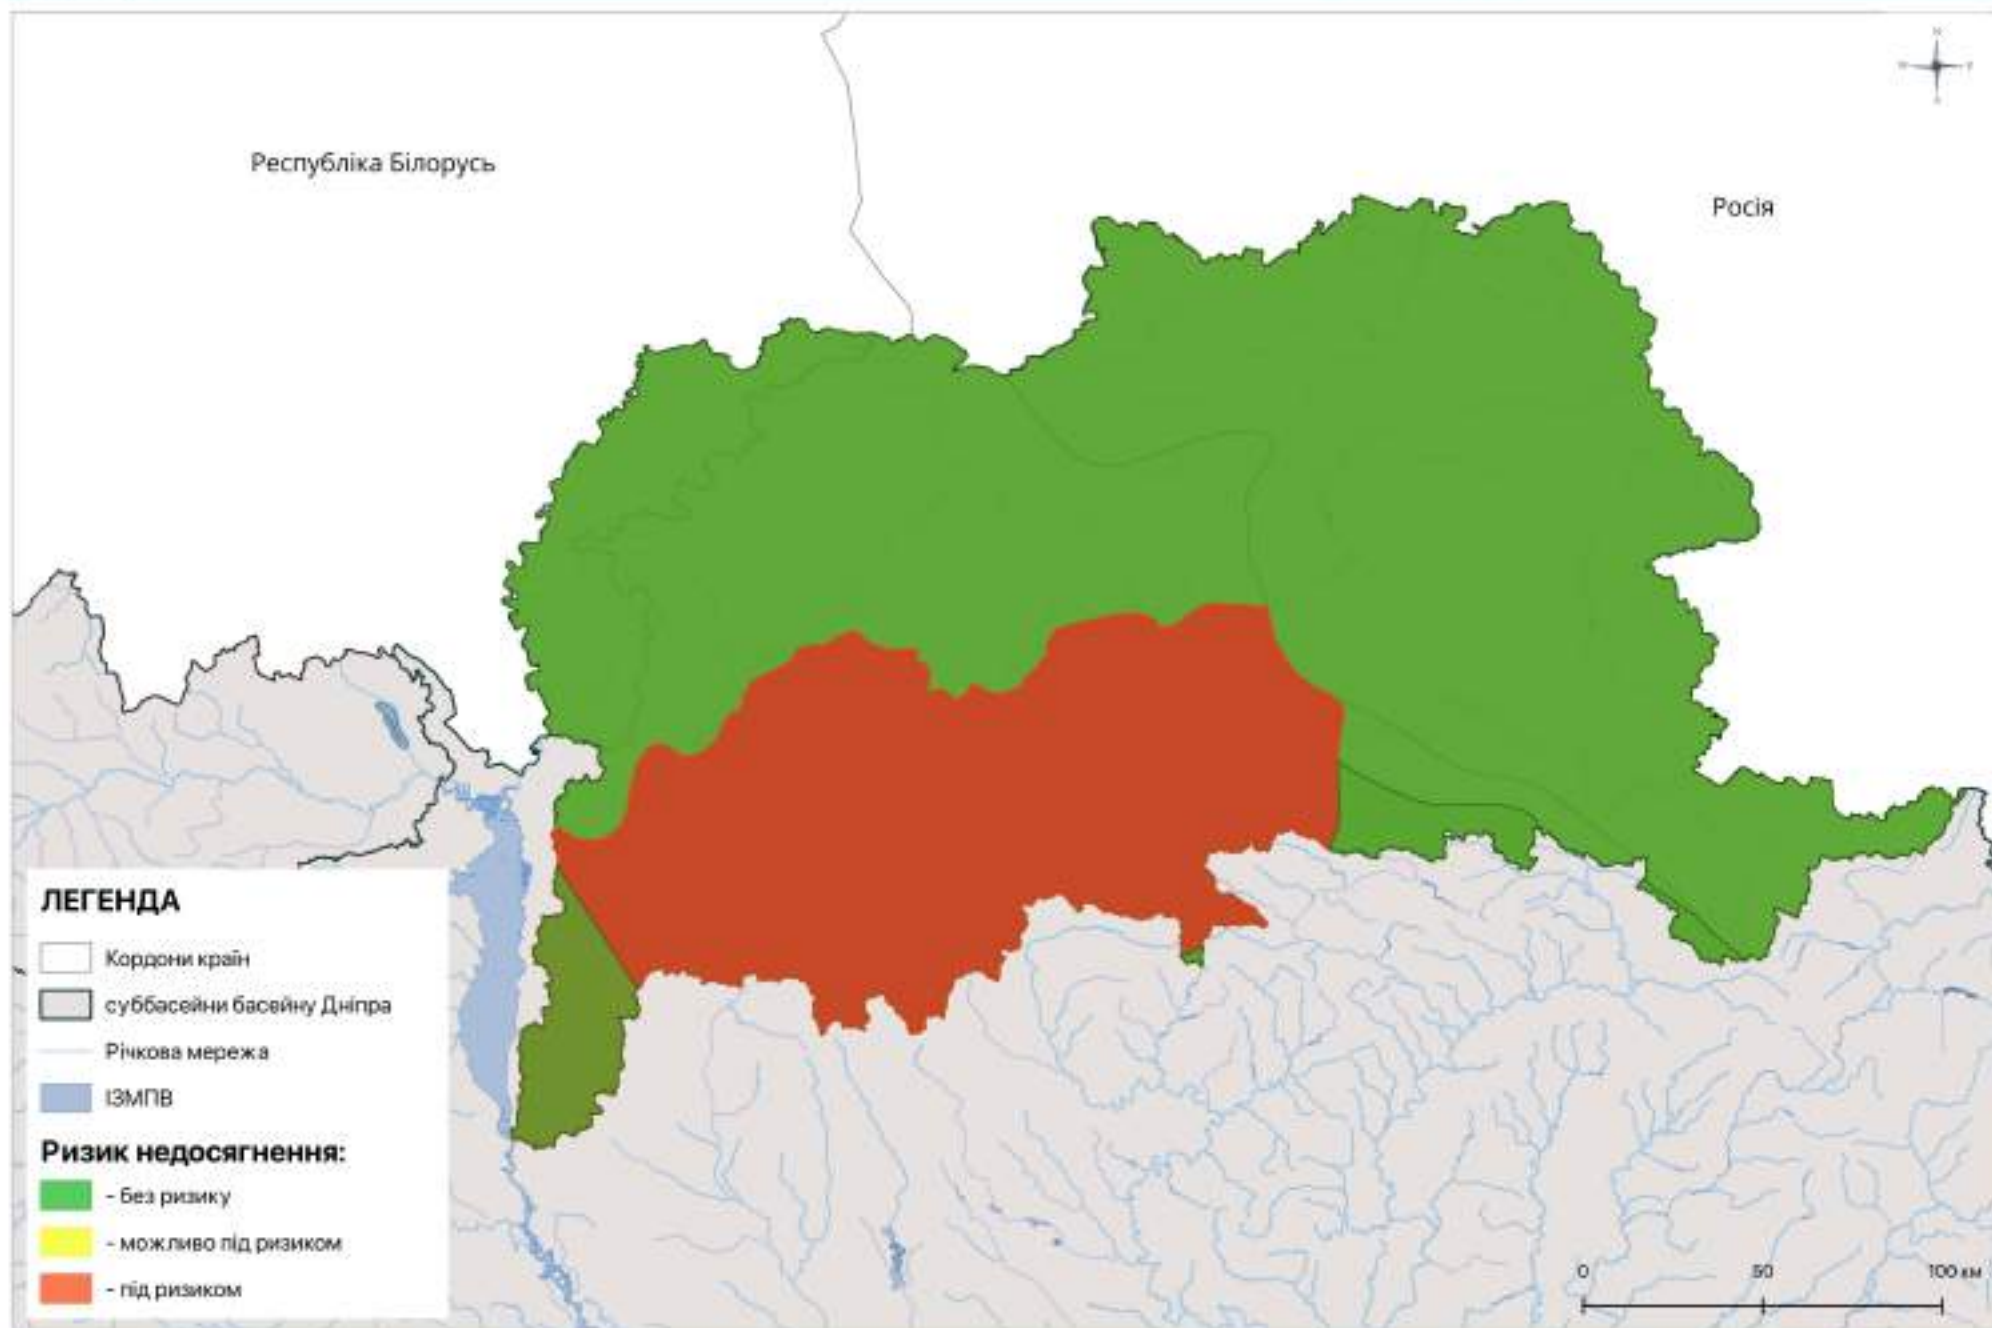 Республіка Білорусь
Росія
N
ЛЕГЕНДА
Кордони країн
суббасейни басейну Дніпра
Річкова мережа
ІЗМПВ
Ризик недосягнення:
- без ризику
- можливо під ризиком
- під ризиком
0 50 100 км